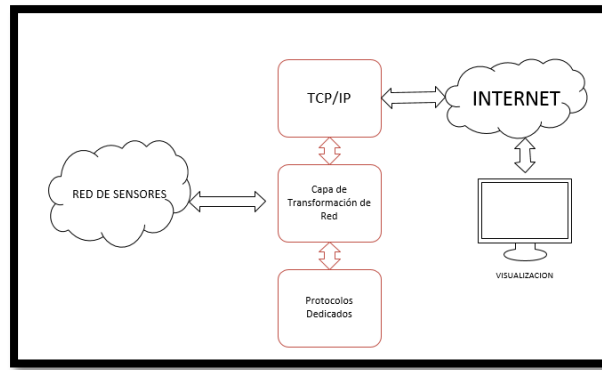 TCP/IP
INTERNET
RED DE SENSORES
Capa de
Transformación de
Red
VISUALIZACION
Protocolos
Dedicados